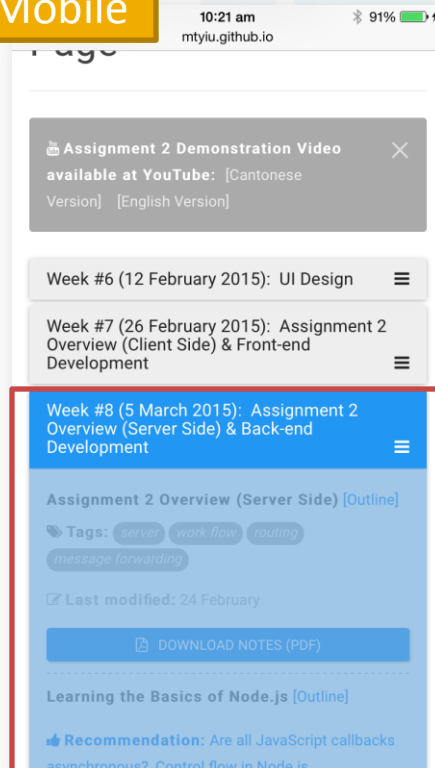 Mobile
10:21 am
91%
mtyiu.github.io
Page
Assignment 2 Demonstration Video
available at YouTube: [Cantonese
Version] [English Version]
Week #6 (12 February 2015): UI Design
Week #7 (26 February 2015): Assignment 2
Overview (Client Side) & Front-end
Development
Week #8 (5 March 2015): Assignment 2
Overview (Server Side) & Back-end
Development
Assignment 2 Overview (Server Side) [Outline]
Tags: server work flow routing
message forwarding
Last modified: 24 February
DOWNLOAD NOTES (PDF)
Learning the Basics of Node.js [Outline]
Recommendation: Are all JavaScript callbacks
asynchronous? Control flow in Node.js